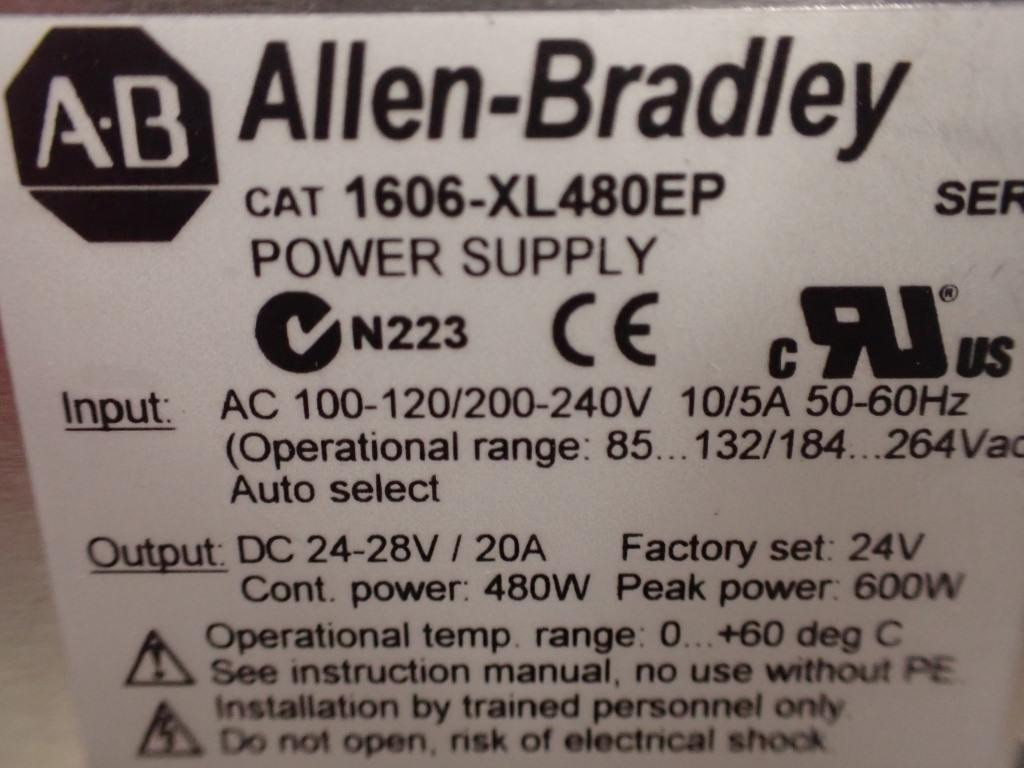 A·B Allen-Bradley
CAT 1606-XL480EP SER
POWER SUPPLY
N223 CE c RU ® US
Input: AC 100-120/200-240V 10/5A 50-60Hz
(Operational range: 85...132/184...264Vac
Auto select
Output: DC 24-28V / 20A Factory set: 24V
Cont. power: 480W Peak power: 600W
Operational temp. range: 0...+60 deg C
See instruction manual, no use without PE.
Installation by trained personnel only.
Do not open, risk of electrical shock